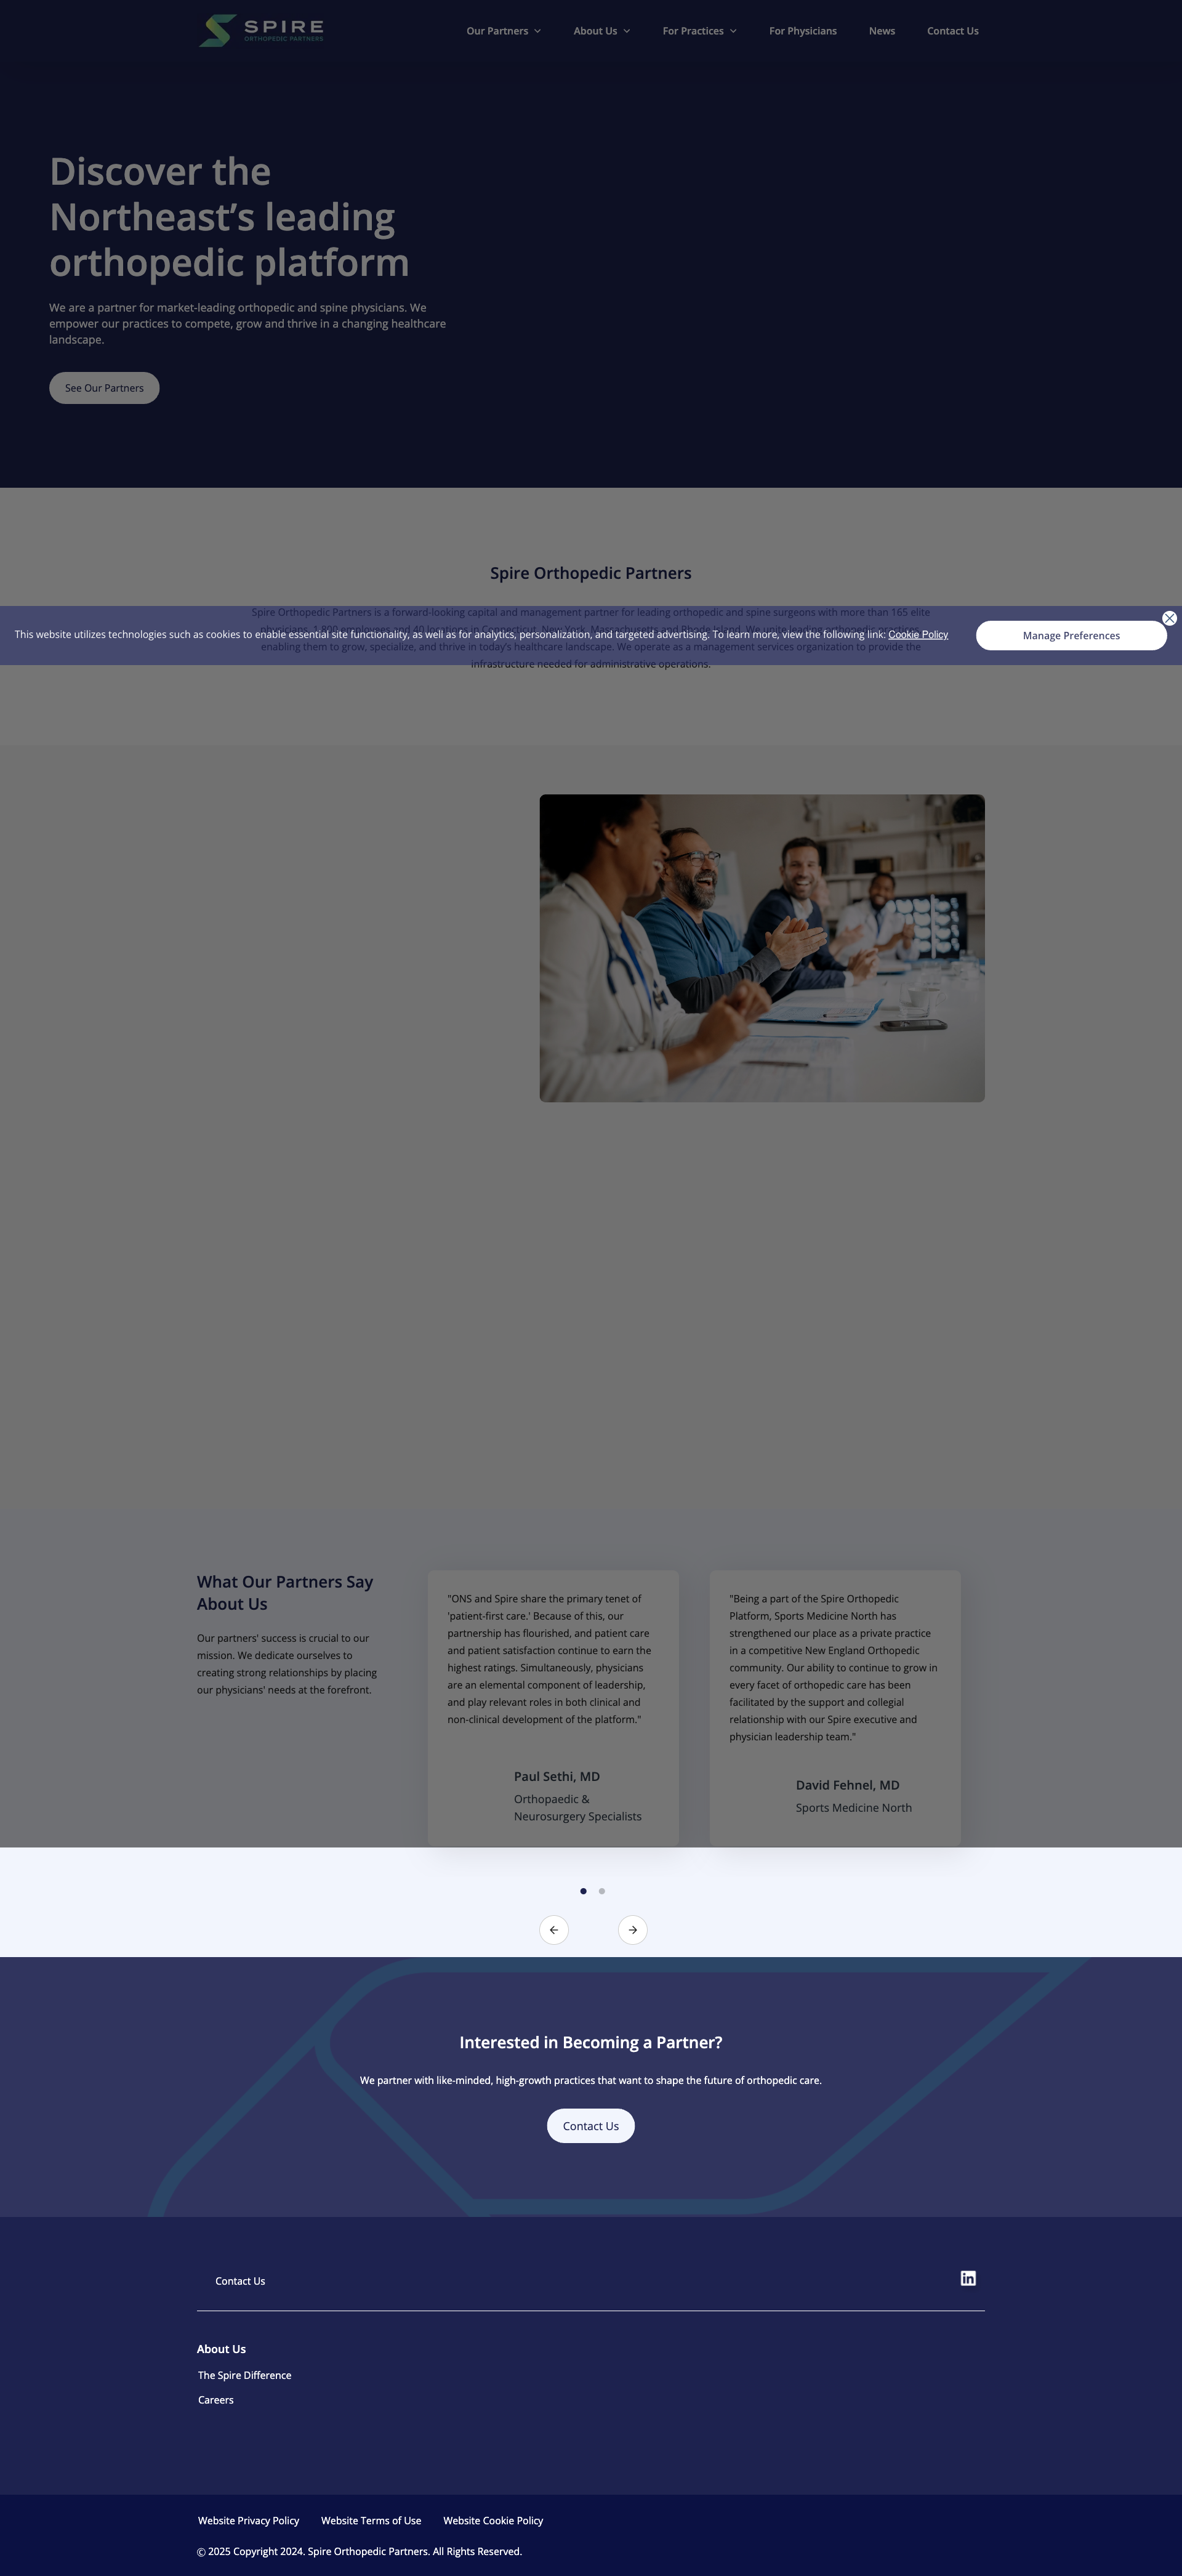 SPIRE
ORTHOPEDIC PARTNERS
Our Partners
About Us
For Practices
For Physicians
News
Contact Us
Discover the
Northeast’s leading
orthopedic platform
We are a partner for market-leading orthopedic and spine physicians. We
empower our practices to compete, grow and thrive in a changing healthcare
landscape.
See Our Partners
Spire Orthopedic Partners
Spire Orthopedic Partners is a forward-looking capital and management partner for leading orthopedic and spine surgeons with more than 165 elite
physicians, 1,800 employees and 40 locations in Connecticut, New York, Massachusetts and Rhode Island. We unite leading orthopedic practices,
enabling them to grow, specialize, and thrive in today's healthcare landscape. We operate as a management services organization to provide the
infrastructure needed for administrative operations.
This website utilizes technologies such as cookies to enable essential site functionality, as well as for analytics, personalization, and targeted advertising. To learn more, view the following link: Cookie Policy
Manage Preferences
What Our Partners Say
About Us
Our partners' success is crucial to our
mission. We dedicate ourselves to
creating strong relationships by placing
our physicians' needs at the forefront.
"ONS and Spire share the primary tenet of
'patient-first care.' Because of this, our
partnership has flourished, and patient care
and patient satisfaction continue to earn the
highest ratings. Simultaneously, physicians
are an elemental component of leadership,
and play relevant roles in both clinical and
non-clinical development of the platform."
Paul Sethi, MD
Orthopaedic &
Neurosurgery Specialists
"Being a part of the Spire Orthopedic
Platform, Sports Medicine North has
strengthened our place as a private practice
in a competitive New England Orthopedic
community. Our ability to continue to grow in
every facet of orthopedic care has been
facilitated by the support and collegial
relationship with our Spire executive and
physician leadership team."
David Fehnel, MD
Sports Medicine North
Interested in Becoming a Partner?
We partner with like-minded, high-growth practices that want to shape the future of orthopedic care.
Contact Us
Contact Us
in
About Us
The Spire Difference
Careers
Website Privacy Policy
Website Terms of Use
Website Cookie Policy
© 2025 Copyright 2024. Spire Orthopedic Partners. All Rights Reserved.